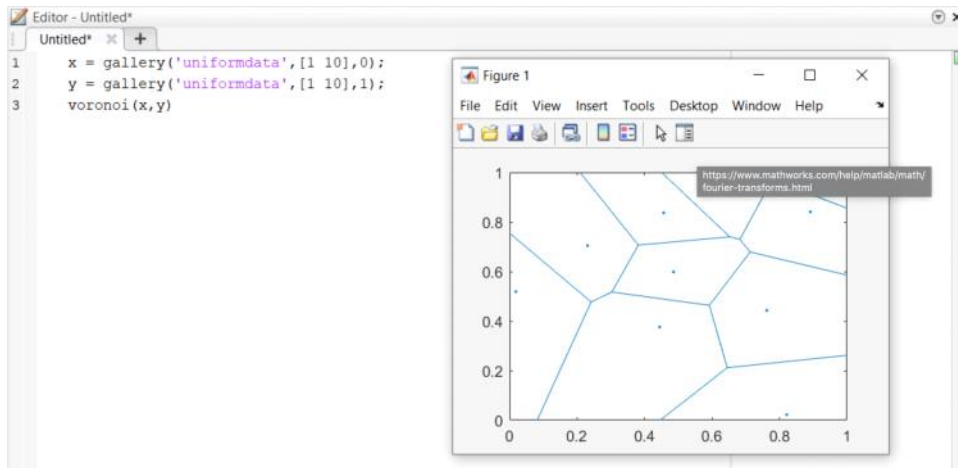 Editor - Untitled*
Untitled* × +
1 x = gallery('uniformdata',[1 10],0);
2 y = gallery('uniformdata',[1 10],1);
3 voronoi(x,y)
Figure 1
File Edit View Insert Tools Desktop Window Help
https://www.mathworks.com/help/matlab/math/
fourier-transforms.html
1
0.8
0.6
0.4
0.2
0
0 0.2 0.4 0.6 0.8 1